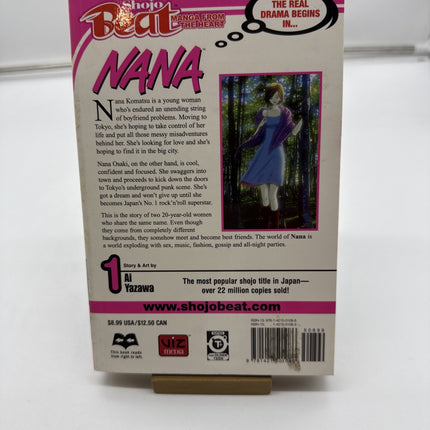 Shojo
Beat
MANGA FROM
THE HEART
THE REAL
DRAMA BEGINS
IN...
NANA
Nana Komatsu is a young woman
who's endured an unending string
of boyfriend problems. Moving to
Tokyo, she's hoping to take control of her
life and put all those messy misadventures
behind her. She's looking for love and she's
hoping to find it in the big city.
Nana Osaki, on the other hand, is cool,
confident and focused. She swaggers into
town and proceeds to kick down the doors
to Tokyo's underground punk scene. She's
got a dream and won't give up until she
becomes Japan's No. 1 rock'n'roll superstar.
This is the story of two 20-year-old women
who share the same name. Even though
they come from completely different
backgrounds, they somehow meet and become best friends. The world of Nana is
a world exploding with sex, music, fashion, gossip and all-night parties.
1
Story & Art by
Ai
Yazawa
The most popular shojo title in Japan—
over 22 million copies sold!
www.shojobeat.com
$8.99 USA/$12.50 CAN
This book reads
from right to left.
VIZ
media
T+